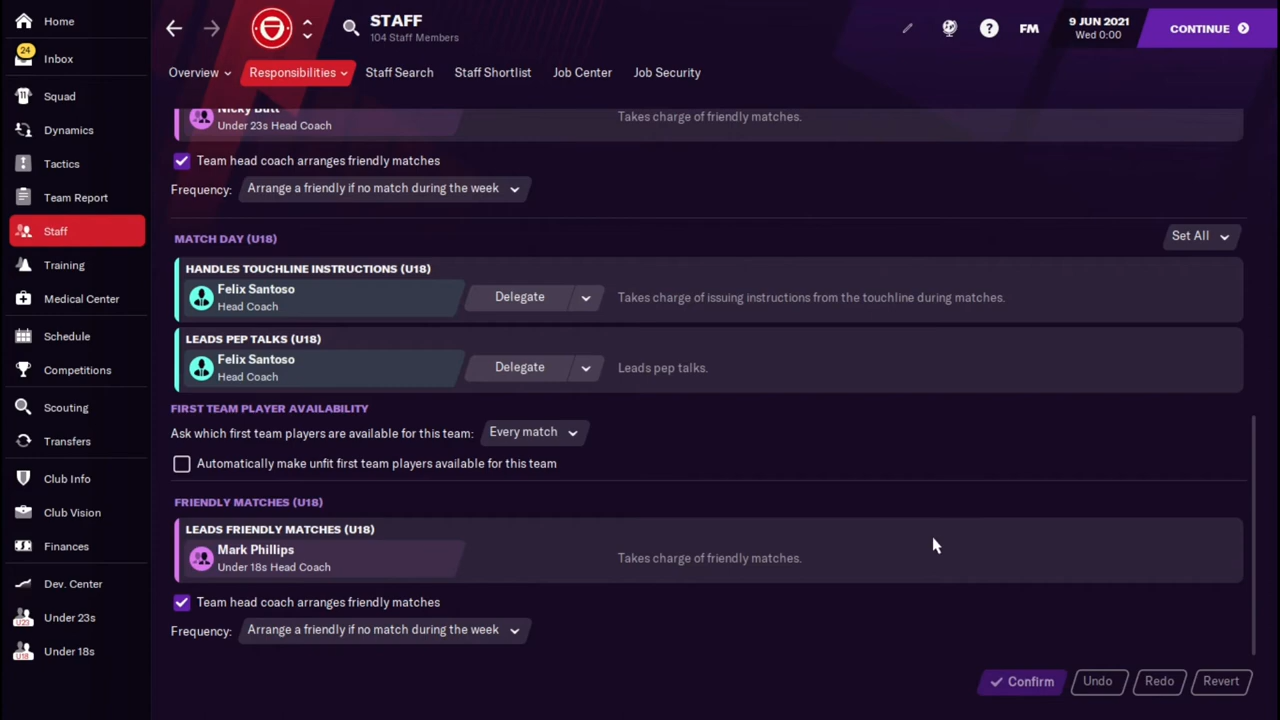 Home
24
Inbox
11
Squad
Dynamics
Tactics
Team Report
Staff
Training
Medical Center
Schedule
Competitions
Scouting
Transfers
Club Info
Club Vision
Finances
Dev. Center
U23
Under 23s
U18
Under 18s
STAFF
104 Staff Members
?
FM
9 JUN 2021
Wed 0:00
CONTINUE
Overview
Responsibilities
Staff Search
Staff Shortlist
Job Center
Job Security
Nicky Butt
Under 23s Head Coach
Takes charge of friendly matches.
Team head coach arranges friendly matches
Frequency: Arrange a friendly if no match during the week
MATCH DAY (U18)
Set All
HANDLES TOUCHLINE INSTRUCTIONS (U18)
Felix Santoso
Head Coach
Delegate
Takes charge of issuing instructions from the touchline during matches.
LEADS PEP TALKS (U18)
Felix Santoso
Head Coach
Delegate
Leads pep talks.
FIRST TEAM PLAYER AVAILABILITY
Ask which first team players are available for this team: Every match
Automatically make unfit first team players available for this team
FRIENDLY MATCHES (U18)
LEADS FRIENDLY MATCHES (U18)
Mark Phillips
Under 18s Head Coach
Takes charge of friendly matches.
Team head coach arranges friendly matches
Frequency: Arrange a friendly if no match during the week
Confirm
Undo
Redo
Revert